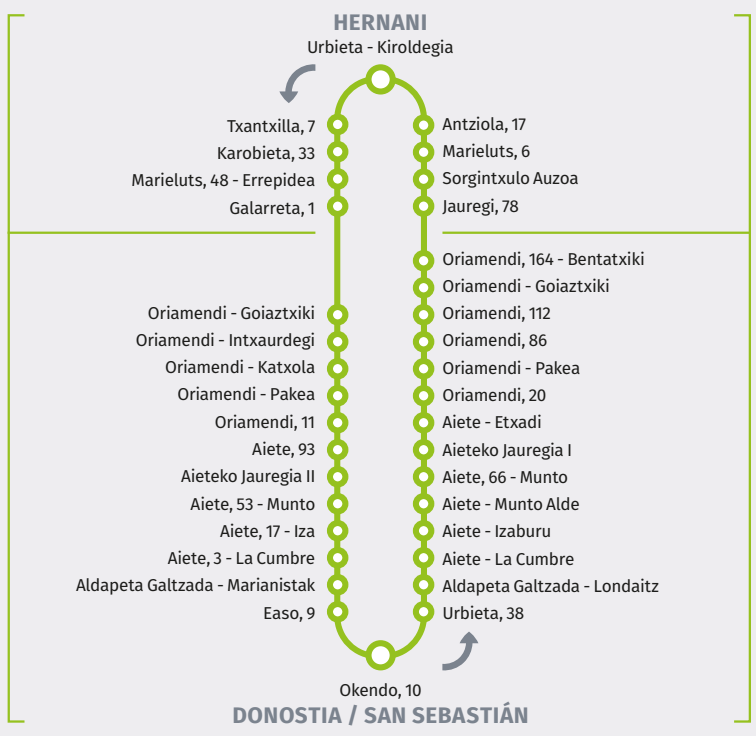 HERNANI
Urbieta - Kiroldegia
Txantxilla, 7
Karobieta, 33
Marieluts, 48 - Errepidea
Galarreta, 1
Oriamendi - Goiaztxiki
Oriamendi - Intxaurdegi
Oriamendi - Katxola
Oriamendi - Pakea
Oriamendi, 11
Aiete, 93
Aieteko Jauregia II
Aiete, 53 - Munto
Aiete, 17 - Iza
Aiete, 3 - La Cumbre
Aldapeta Galtzada - Marianistak
Easo, 9
Antziola, 17
Marieluts, 6
Sorgintxulo Auzoa
Jauregi, 78
Oriamendi, 164 - Bentatxiki
Oriamendi - Goiaztxiki
Oriamendi, 112
Oriamendi, 86
Oriamendi - Pakea
Oriamendi, 20
Aiete - Etxadi
Aieteko Jauregia I
Aiete, 66 - Munto
Aiete - Munto Alde
Aiete - Izaburu
Aiete - La Cumbre
Aldapeta Galtzada - Londaitz
Urbieta, 38
Okendo, 10
DONOSTIA / SAN SEBASTIÁN